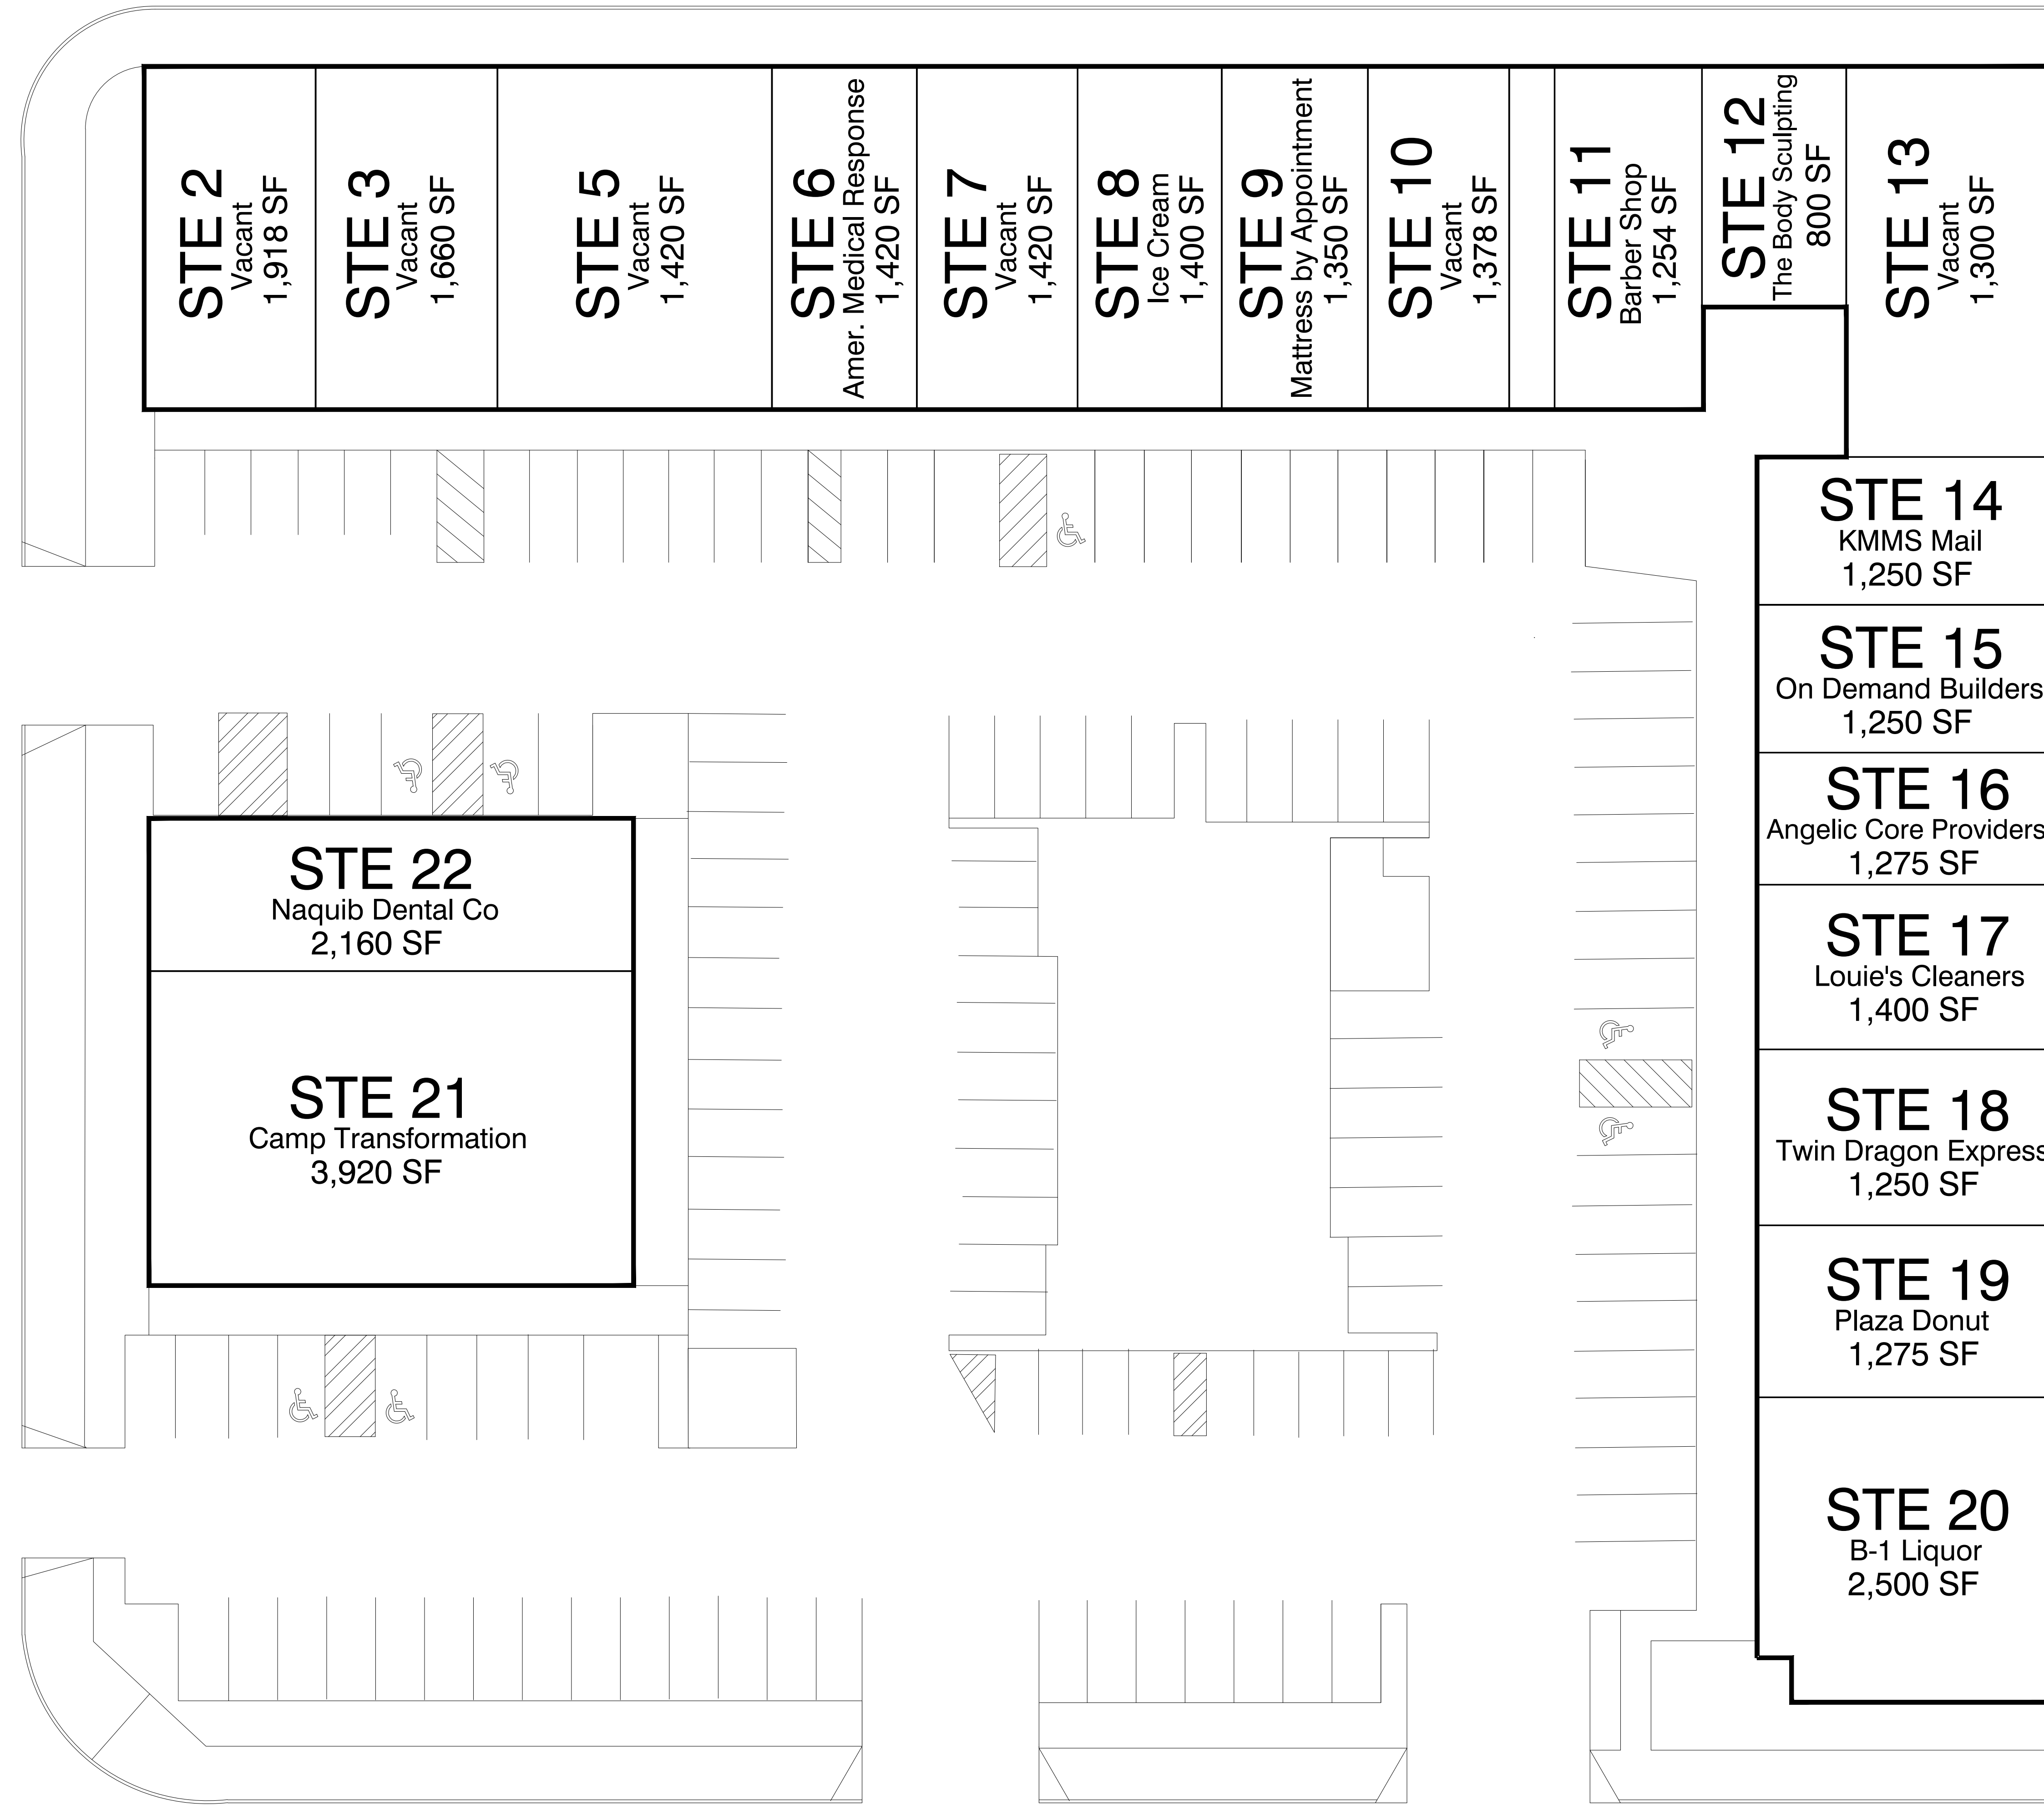 STE 2
Vacant
1,918 SF
STE 3
Vacant
1,660 SF
STE 5
Vacant
1,420 SF
STE 6
Amer. Medical Response
1,420 SF
STE 7
Vacant
1,420 SF
STE 8
Ice Cream
1,400 SF
STE 9
Mattress by Appointment
1,350 SF
STE 10
Vacant
1,378 SF
STE 11
Barber Shop
1,254 SF
STE 12
The Body Sculpting
800 SF
STE 13
Vacant
1,300 SF
STE 14
KMMS Mail
1,250 SF
STE 15
On Demand Builders
1,250 SF
STE 16
Angelic Core Providers
1,275 SF
STE 17
Louie's Cleaners
1,400 SF
STE 18
Twin Dragon Express
1,250 SF
STE 19
Plaza Donut
1,275 SF
STE 20
B-1 Liquor
2,500 SF
STE 22
Naquib Dental Co
2,160 SF
STE 21
Camp Transformation
3,920 SF